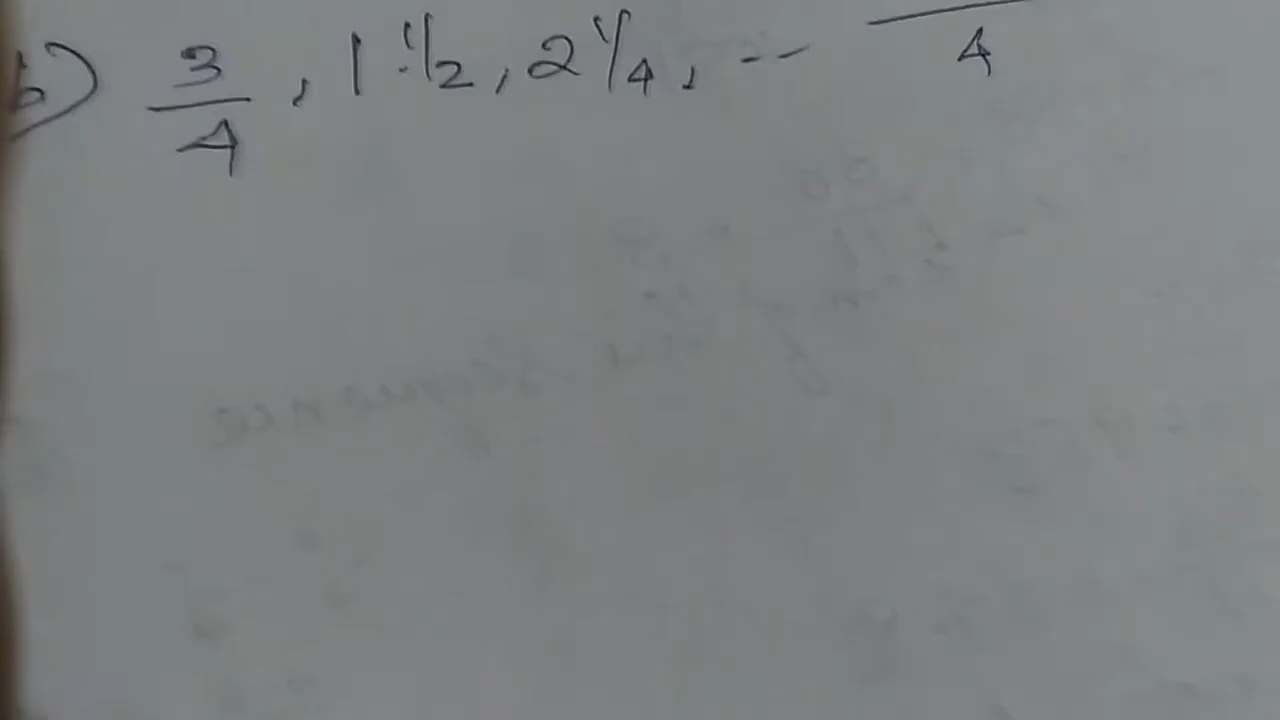 b) 3/4, 1 1/2, 2 1/4, -- /4